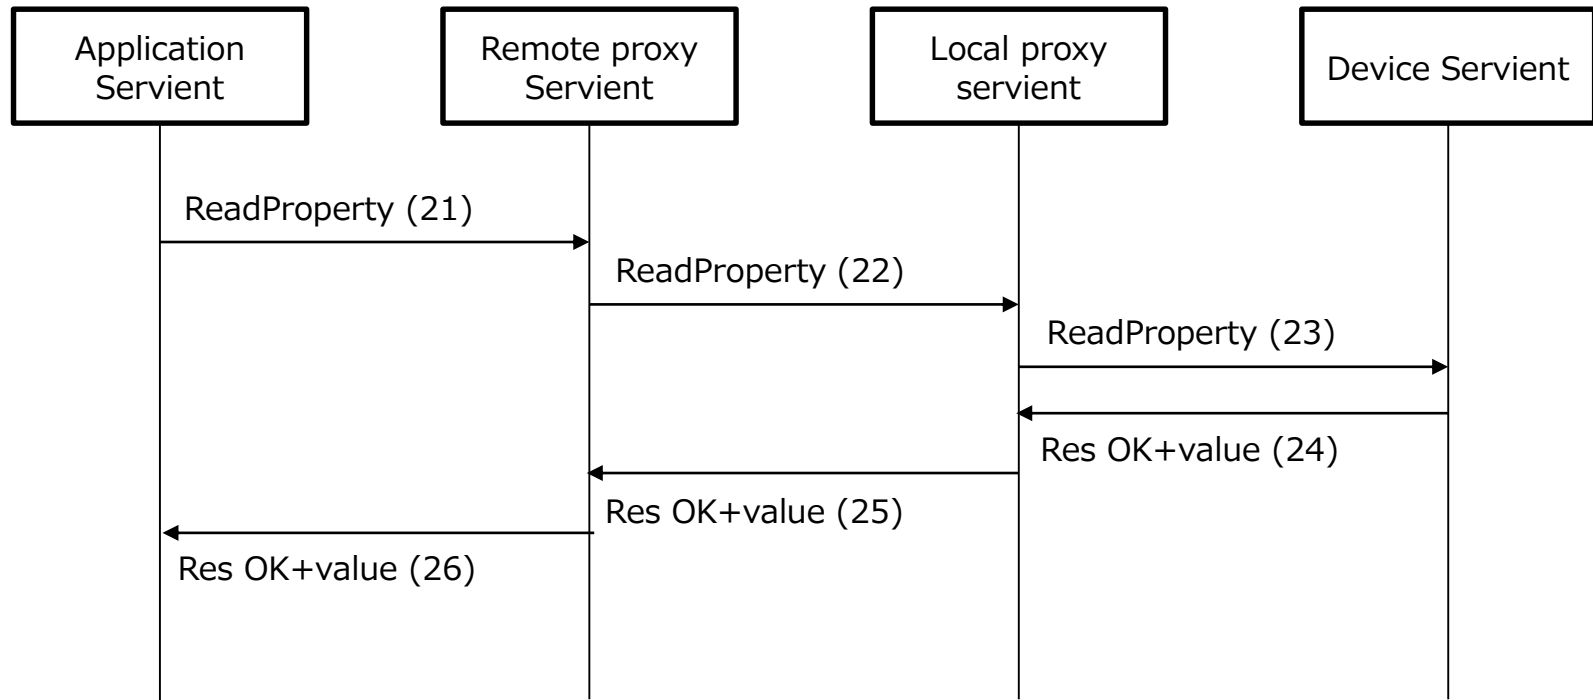 Application
Servient
Remote proxy
Servient
Local proxy
servient
Device Servient
ReadProperty (21)
ReadProperty (22)
ReadProperty (23)
Res OK+value (24)
Res OK+value (25)
Res OK+value (26)